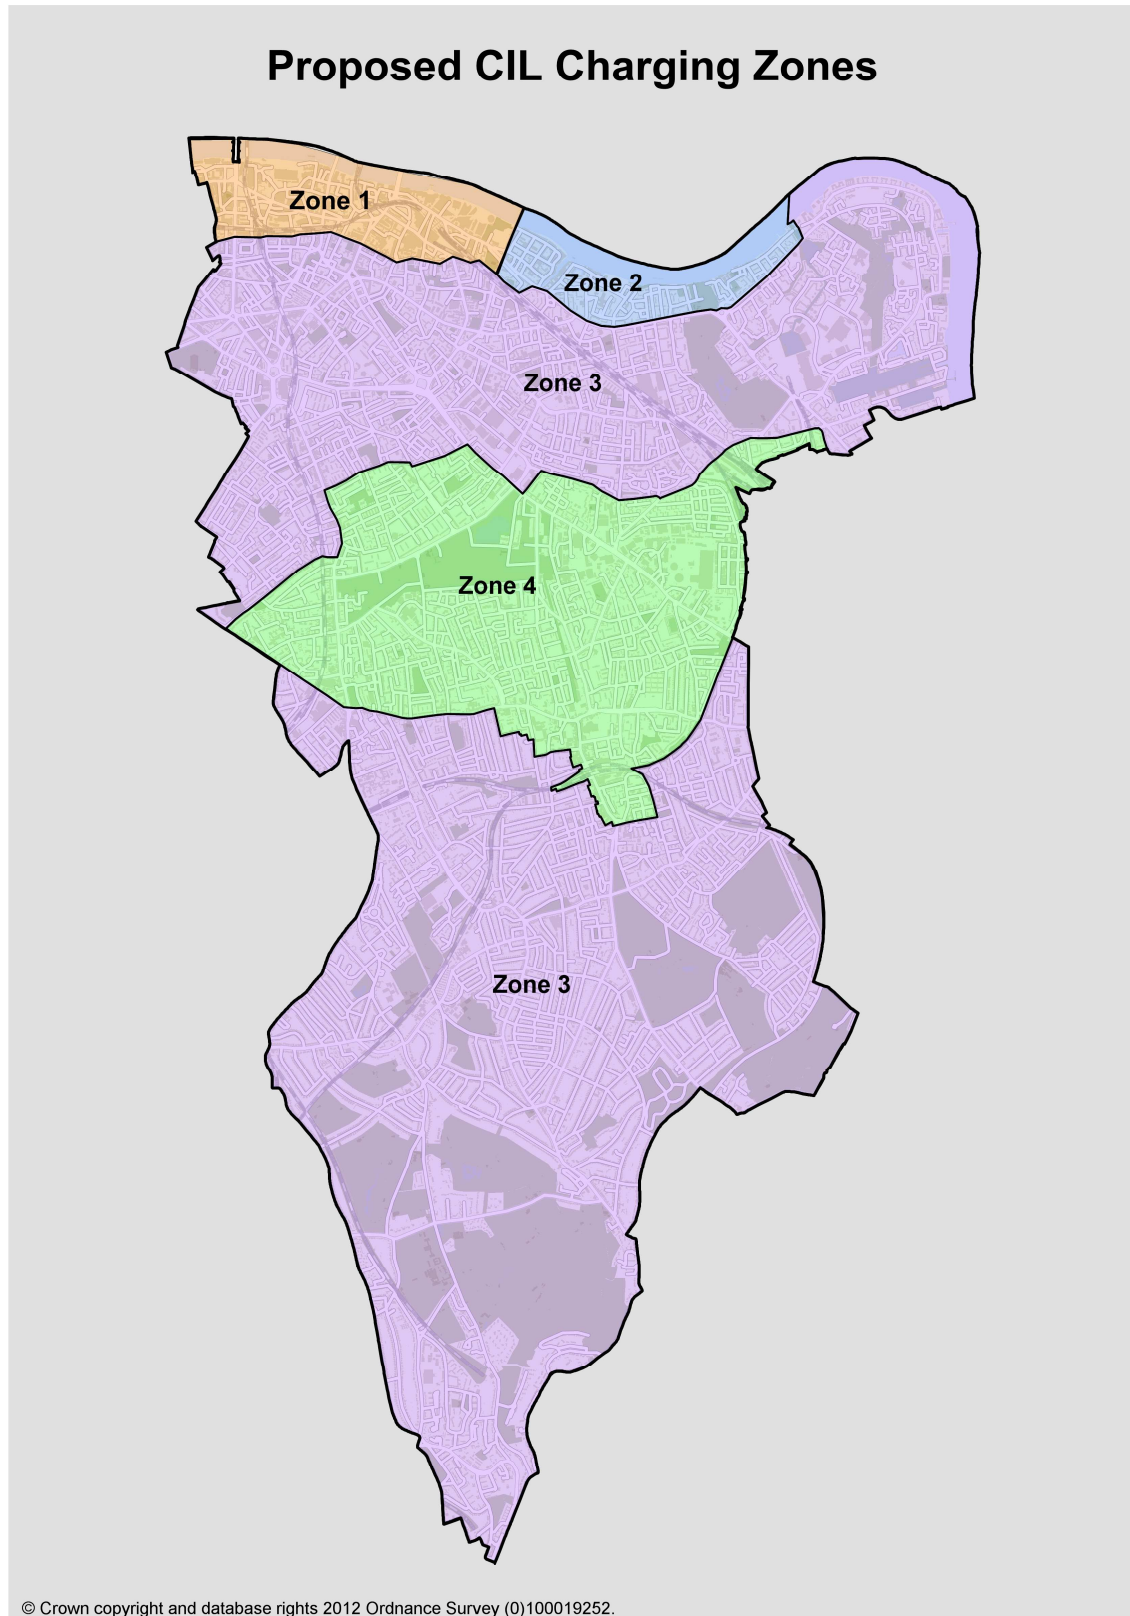 Proposed CIL Charging Zones
Zone 1
Zone 2
Zone 3
Zone 4
Zone 3
© Crown copyright and database rights 2012 Ordnance Survey (0)100019252.